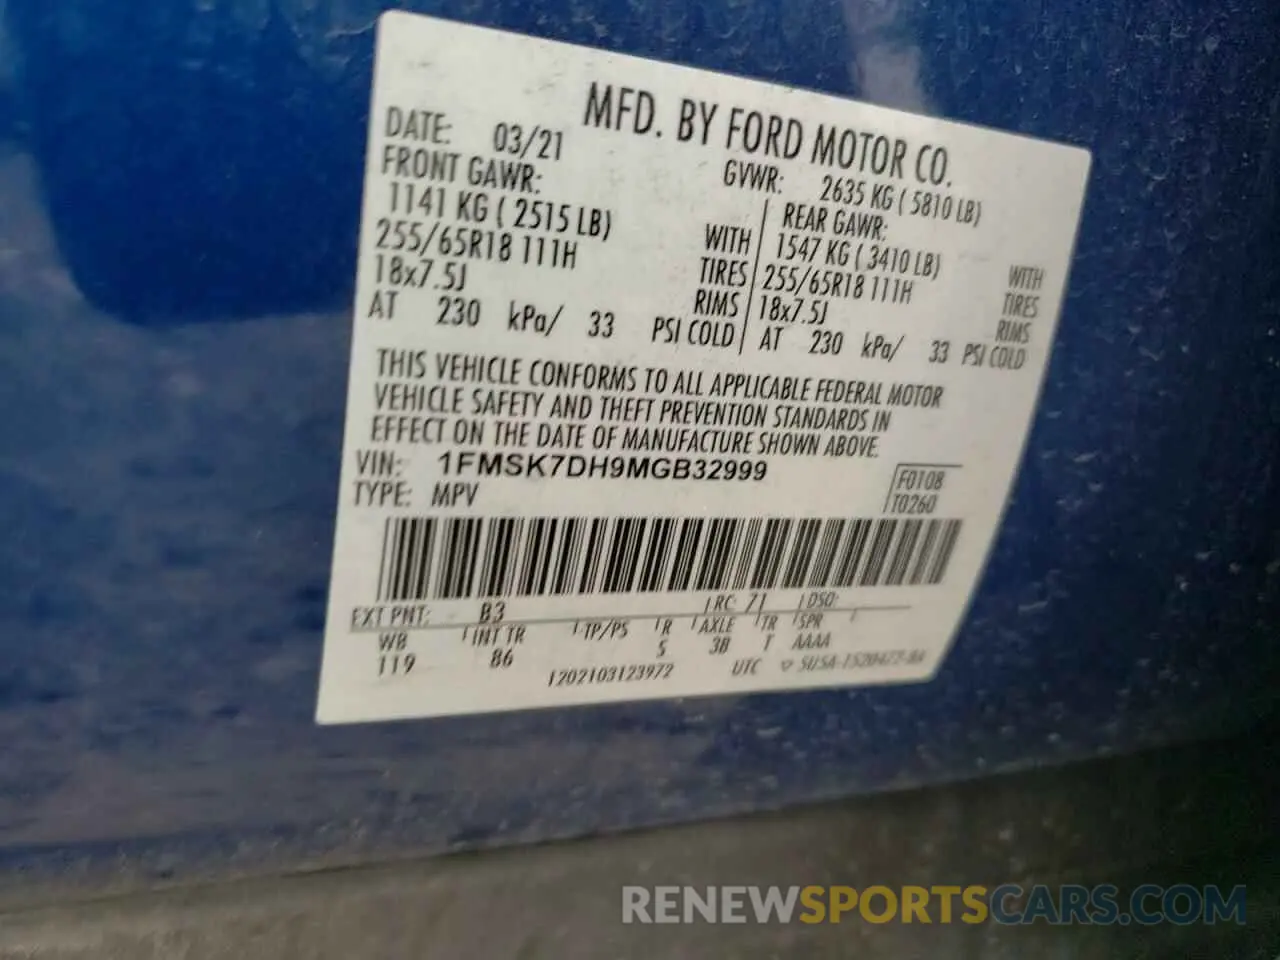 MFD. BY FORD MOTOR CO.
DATE: 03/21 GVWR: 2635 KG ( 5810 LB)
FRONT GAWR: REAR GAWR:
1141 KG ( 2515 LB) WITH 1547 KG ( 3410 LB) WITH
255/65R18 111H TIRES 255/65R18 111H TIRES
18x7.5J RIMS 18x7.5J RIMS
AT 230 kPa/ 33 PSI COLD AT 230 kPa/ 33 PSI COLD
THIS VEHICLE CONFORMS TO ALL APPLICABLE FEDERAL MOTOR
VEHICLE SAFETY AND THEFT PREVENTION STANDARDS IN
EFFECT ON THE DATE OF MANUFACTURE SHOWN ABOVE.
VIN: 1FMSK7DH9MGB32999
TYPE: MPV
F0108
T0260
EXT PNT: B3 RC: 71 DSO:
WB INT TR TP/PS R AXLE TR SPR
119 86 5 38 T AAAA
1202103123972 UTC
RENEWSPORTSCARS.COM